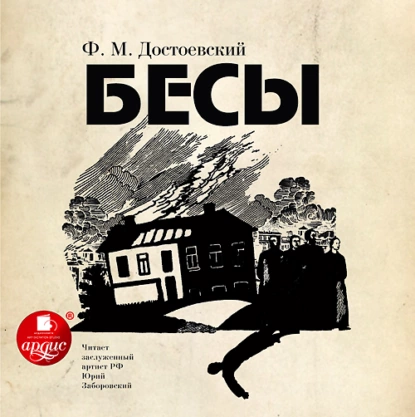 Ф. М. Достоевский
БЕСЫ
ардис
®
Читает
заслуженный
артист РФ
Юрий
Заборовский